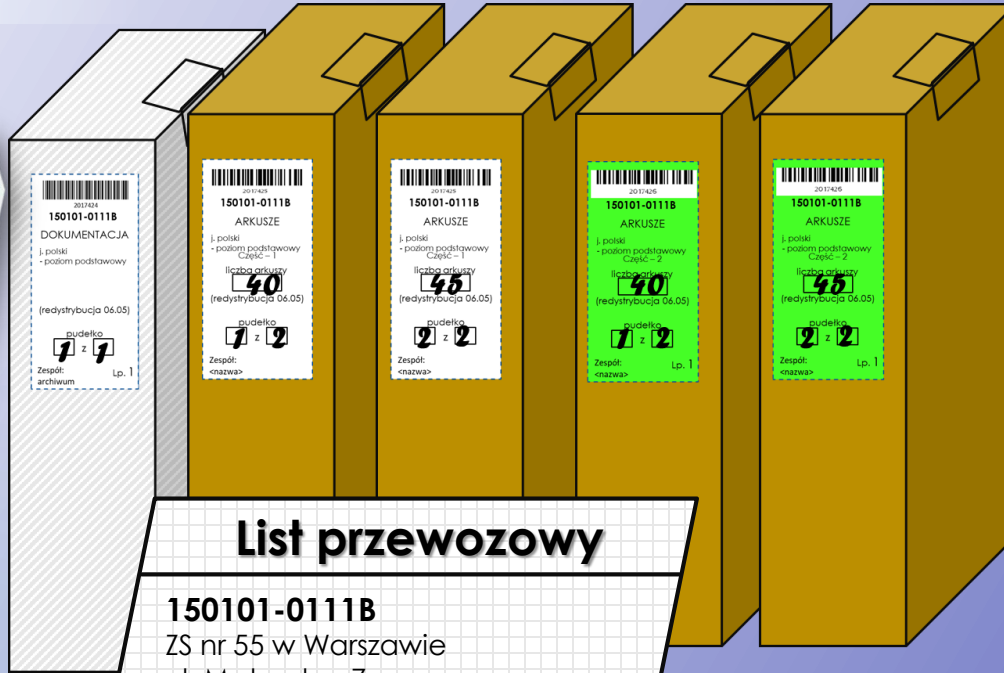 2017424
150101-0111B
DOKUMENTACJA
j. polski
- poziom podstawowy
(redystrybucja 06.05)
pudełko
1 z 1
Zespół:
archiwum
Lp. 1
2017425
150101-0111B
ARKUSZE
j. polski
- poziom podstawowy
Część – 1
liczba arkuszy
40
(redystrybucja 06.05)
pudełko
1 z 2
Zespół:
<nazwa>
2017425
150101-0111B
ARKUSZE
j. polski
- poziom podstawowy
Część – 1
liczba arkuszy
45
(redystrybucja 06.05)
pudełko
2 z 2
Zespół:
<nazwa>
2017426
150101-0111B
ARKUSZE
j. polski
- poziom podstawowy
Część – 2
liczba arkuszy
40
(redystrybucja 06.05)
pudełko
1 z 2
Zespół:
<nazwa>
Lp. 1
2017426
150101-0111B
ARKUSZE
j. polski
- poziom podstawowy
Część – 2
liczba arkuszy
45
(redystrybucja 06.05)
pudełko
2 z 2
Zespół:
<nazwa>
Lp. 1
List przewozowy
150101-0111B
ZS nr 55 w Warszawie